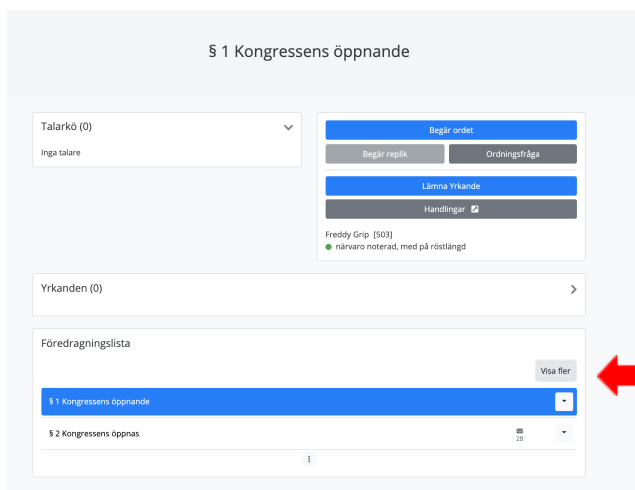 § 1 Kongressens öppnande
Talarkö (0)
Inga talare
Begär ordet
Begär replik
Ordningsfråga
Lämna Yrkande
Handlingar
Freddy Grip [503]
närvaro noterad, med på röstlängd
Yrkanden (0)
Föredragningslista
Visa fler
§ 1 Kongressens öppnande
§ 2 Kongressens öppnas
28